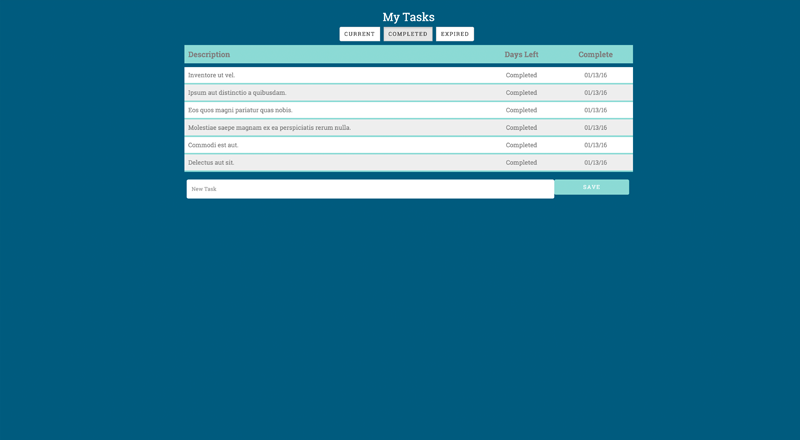 My Tasks
CURRENT COMPLETED EXPIRED
Description Days Left Complete
Inventore ut vel. Completed 01/13/16
Ipsum aut distinctio a quibusdam. Completed 01/13/16
Eos quos magni pariatur quas nobis. Completed 01/13/16
Molestiae saepe magnam ex ea perspiciatis rerum nulla. Completed 01/13/16
Commodi est aut. Completed 01/13/16
Delectus aut sit. Completed 01/13/16
New Task SAVE